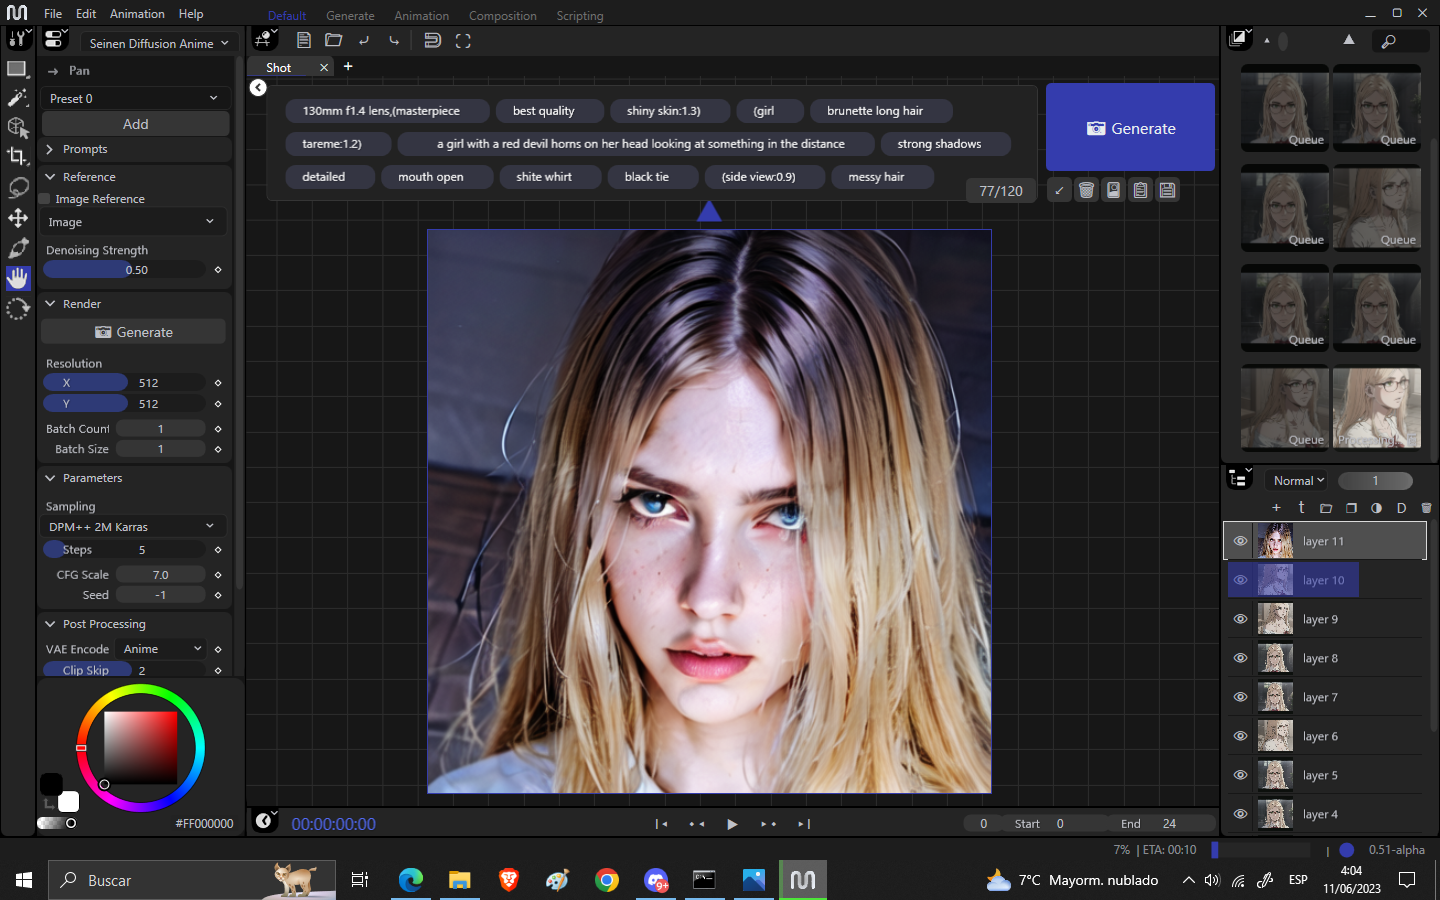 File Edit Animation Help
Default Generate Animation Composition Scripting
Seinen Diffusion Anime
Pan
Preset 0
Add
Prompts
Reference
Image Reference
Image
Denoising Strength
0.50
Render
Generate
Resolution
X 512
Y 512
Batch Count 1
Batch Size 1
Parameters
Sampling
DPM++ 2M Karras
Steps 5
CFG Scale 7.0
Seed -1
Post Processing
VAE Encode Anime
Clip Skip 2
#FF000000
Shot
130mm f1.4 lens,(masterpiece best quality shiny skin:1.3) (girl brunette long hair
tareme:1.2) a girl with a red devil horns on her head looking at something in the distance strong shadows
detailed mouth open shite whirt black tie (side view:0.9) messy hair
77/120
Generate
00:00:00:00
0 Start 0 End 24
Queue Queue
Queue Queue
Queue Queue
Queue Processing!
Normal 1
t D
layer 11
layer 10
layer 9
layer 8
layer 7
layer 6
layer 5
layer 4
7% | ETA: 00:10 | 0.51-alpha
Buscar
9+
7°C Mayorm. nublado
ESP
4:04
11/06/2023